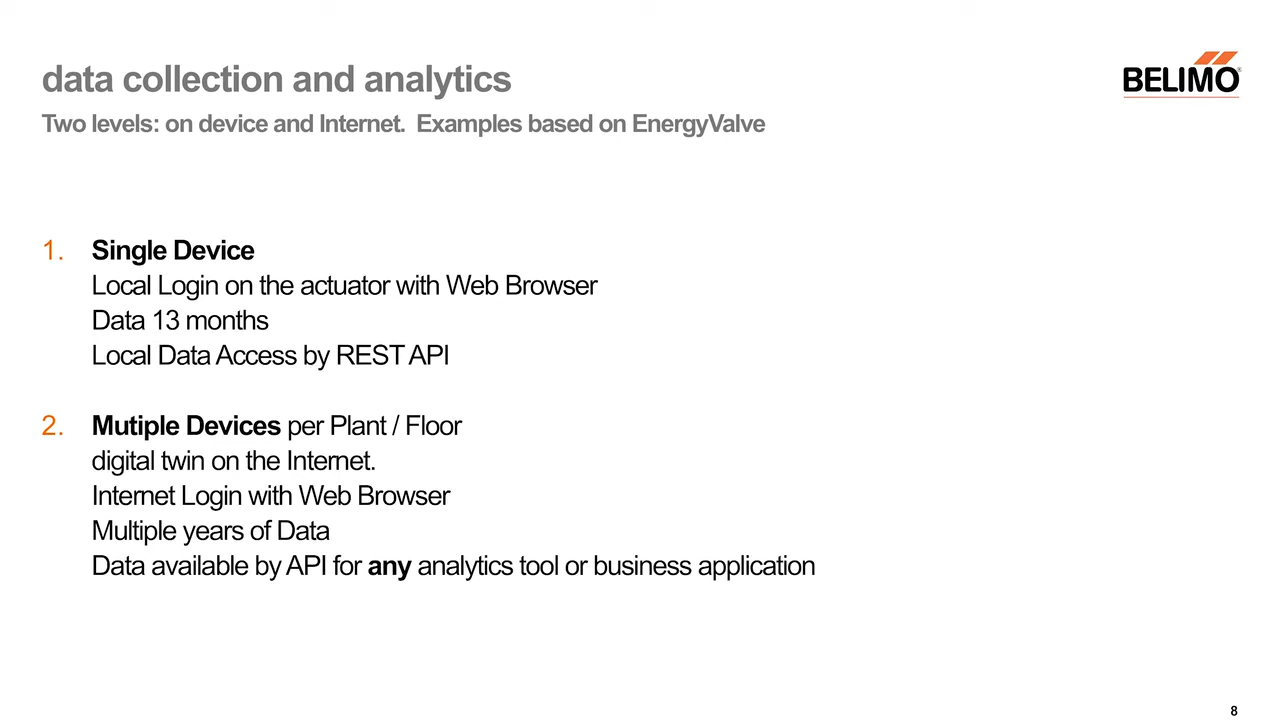 data collection and analytics
BELIMO®
Two levels: on device and Internet. Examples based on EnergyValve
1. Single Device
Local Login on the actuator with Web Browser
Data 13 months
Local Data Access by REST API
2. Mutiple Devices per Plant / Floor
digital twin on the Internet.
Internet Login with Web Browser
Multiple years of Data
Data available by API for any analytics tool or business application
8